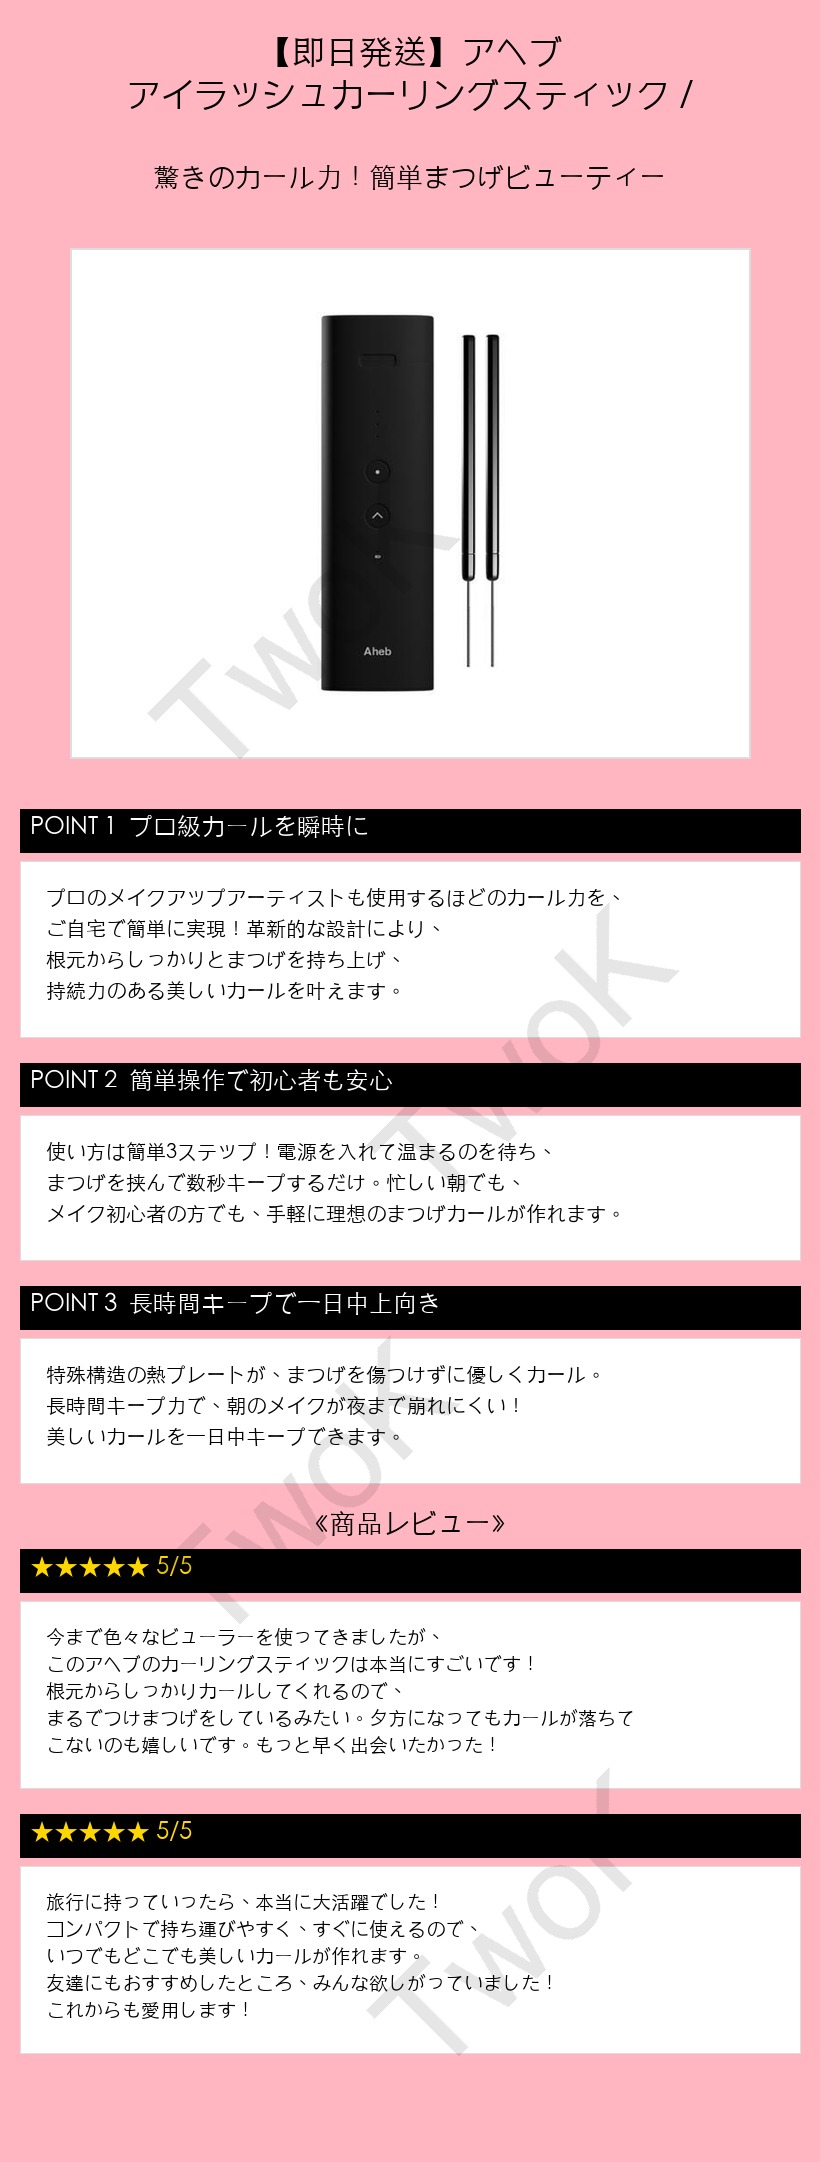 【即日発送】アヘブ
アイラッシュカーリングスティック /
驚きのカール力！簡単まつげビューティー
Aheb
TwoK
POINT 1 プロ級カールを瞬時に
プロのメイクアップアーティストも使用するほどのカール力を、
ご自宅で簡単に実現！革新的な設計により、
根元からしっかりとまつげを持ち上げ、
持続力のある美しいカールを叶えます。
TwoK
POINT 2 簡単操作で初心者も安心
使い方は簡単3ステップ！電源を入れて温まるのを待ち、
まつげを挟んで数秒キープするだけ。忙しい朝でも、
メイク初心者の方でも、手軽に理想のまつげカールが作れます。
POINT 3 長時間キープで一日中上向き
特殊構造の熱プレートが、まつげを傷つけずに優しくカール。
長時間キープ力で、朝のメイクが夜まで崩れにくい！
美しいカールを一日中キープできます。
TwoK
《商品レビュー》
★★★★★ 5/5
今まで色々なビューラーを使ってきましたが、
このアヘブのカーリングスティックは本当にすごいです！
根元からしっかりカールしてくれるので、
まるでつけまつげをしているみたい。夕方になってもカールが落ちて
こないのも嬉しいです。もっと早く出会いたかった！
★★★★★ 5/5
旅行に持っていったら、本当に大活躍でした！
コンパクトで持ち運びやすく、すぐに使えるので、
いつでもどこでも美しいカールが作れます。
友達にもおすすめしたところ、みんな欲しがっていました！
これからも愛用します！
TwoK